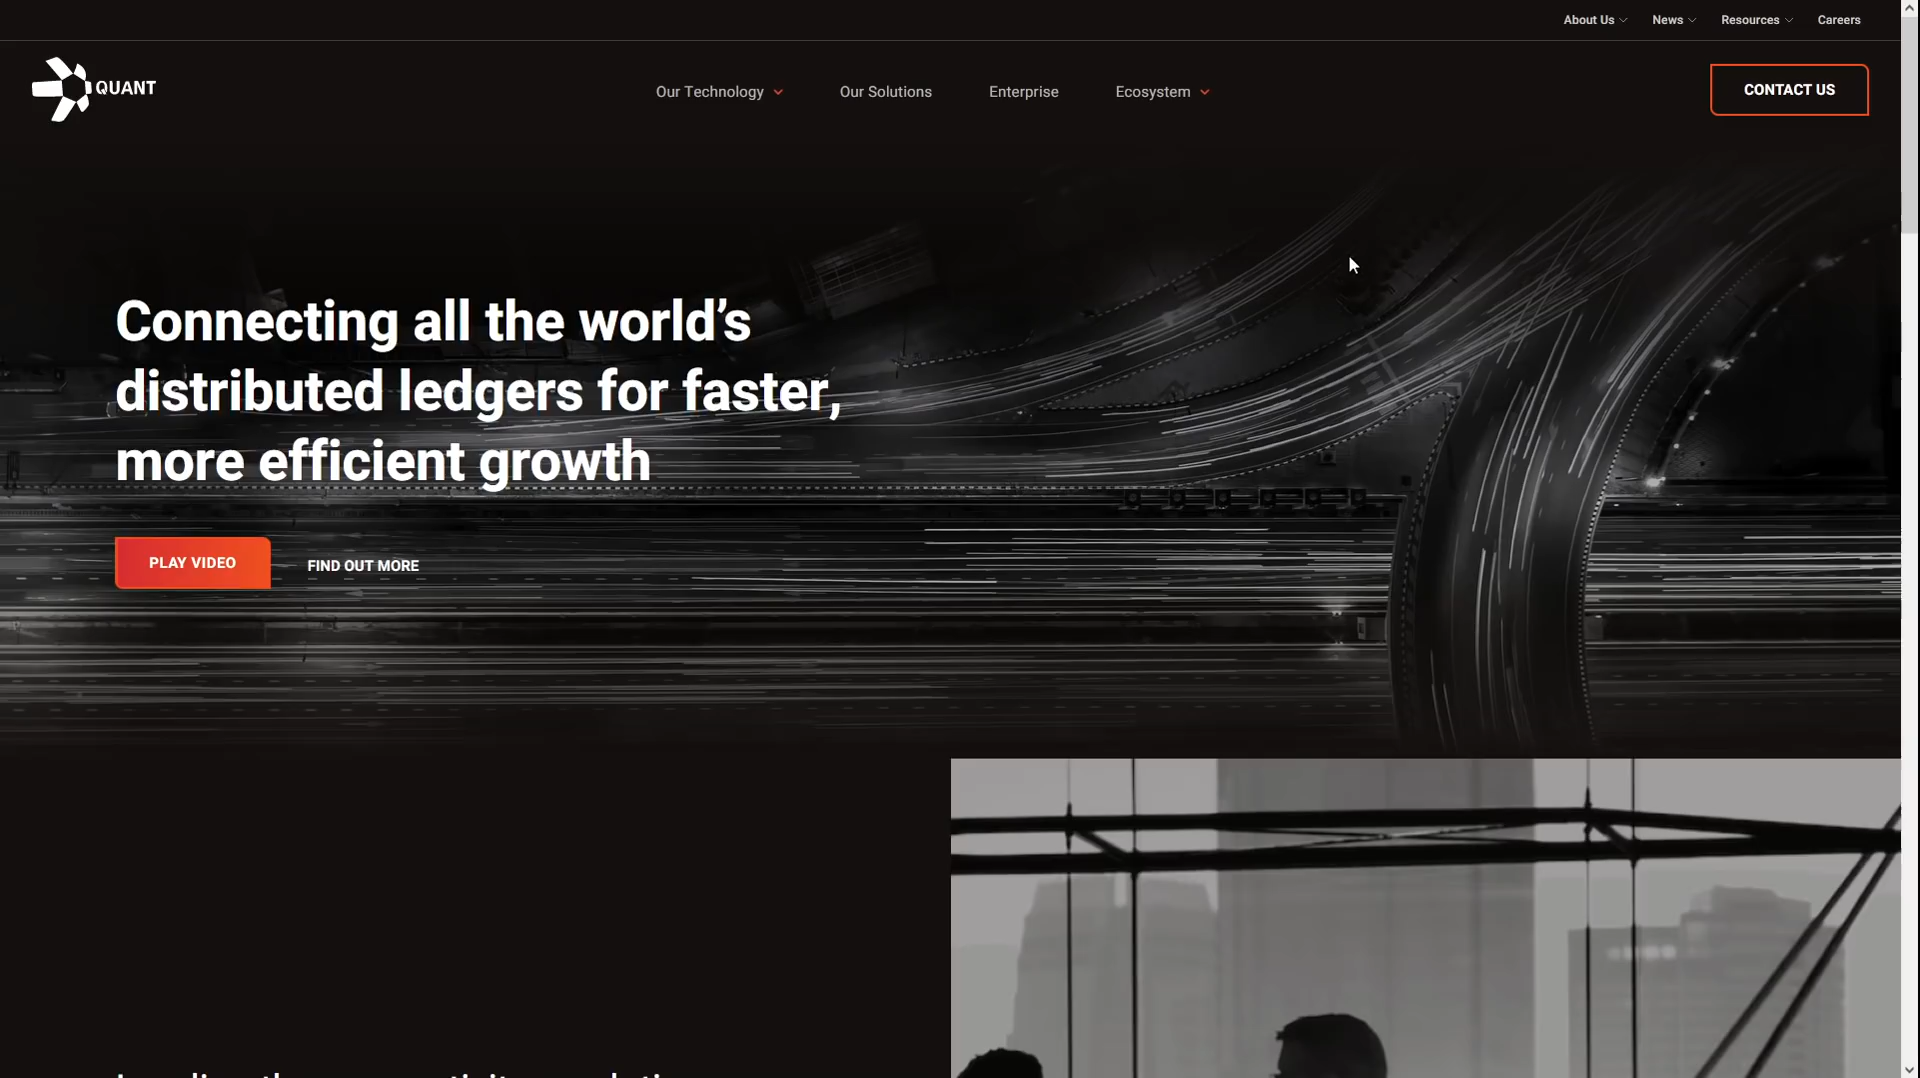 About Us
News
Resources
Careers
QUANT
Our Technology
Our Solutions
Enterprise
Ecosystem
CONTACT US
Connecting all the world’s
distributed ledgers for faster,
more efficient growth
PLAY VIDEO
FIND OUT MORE